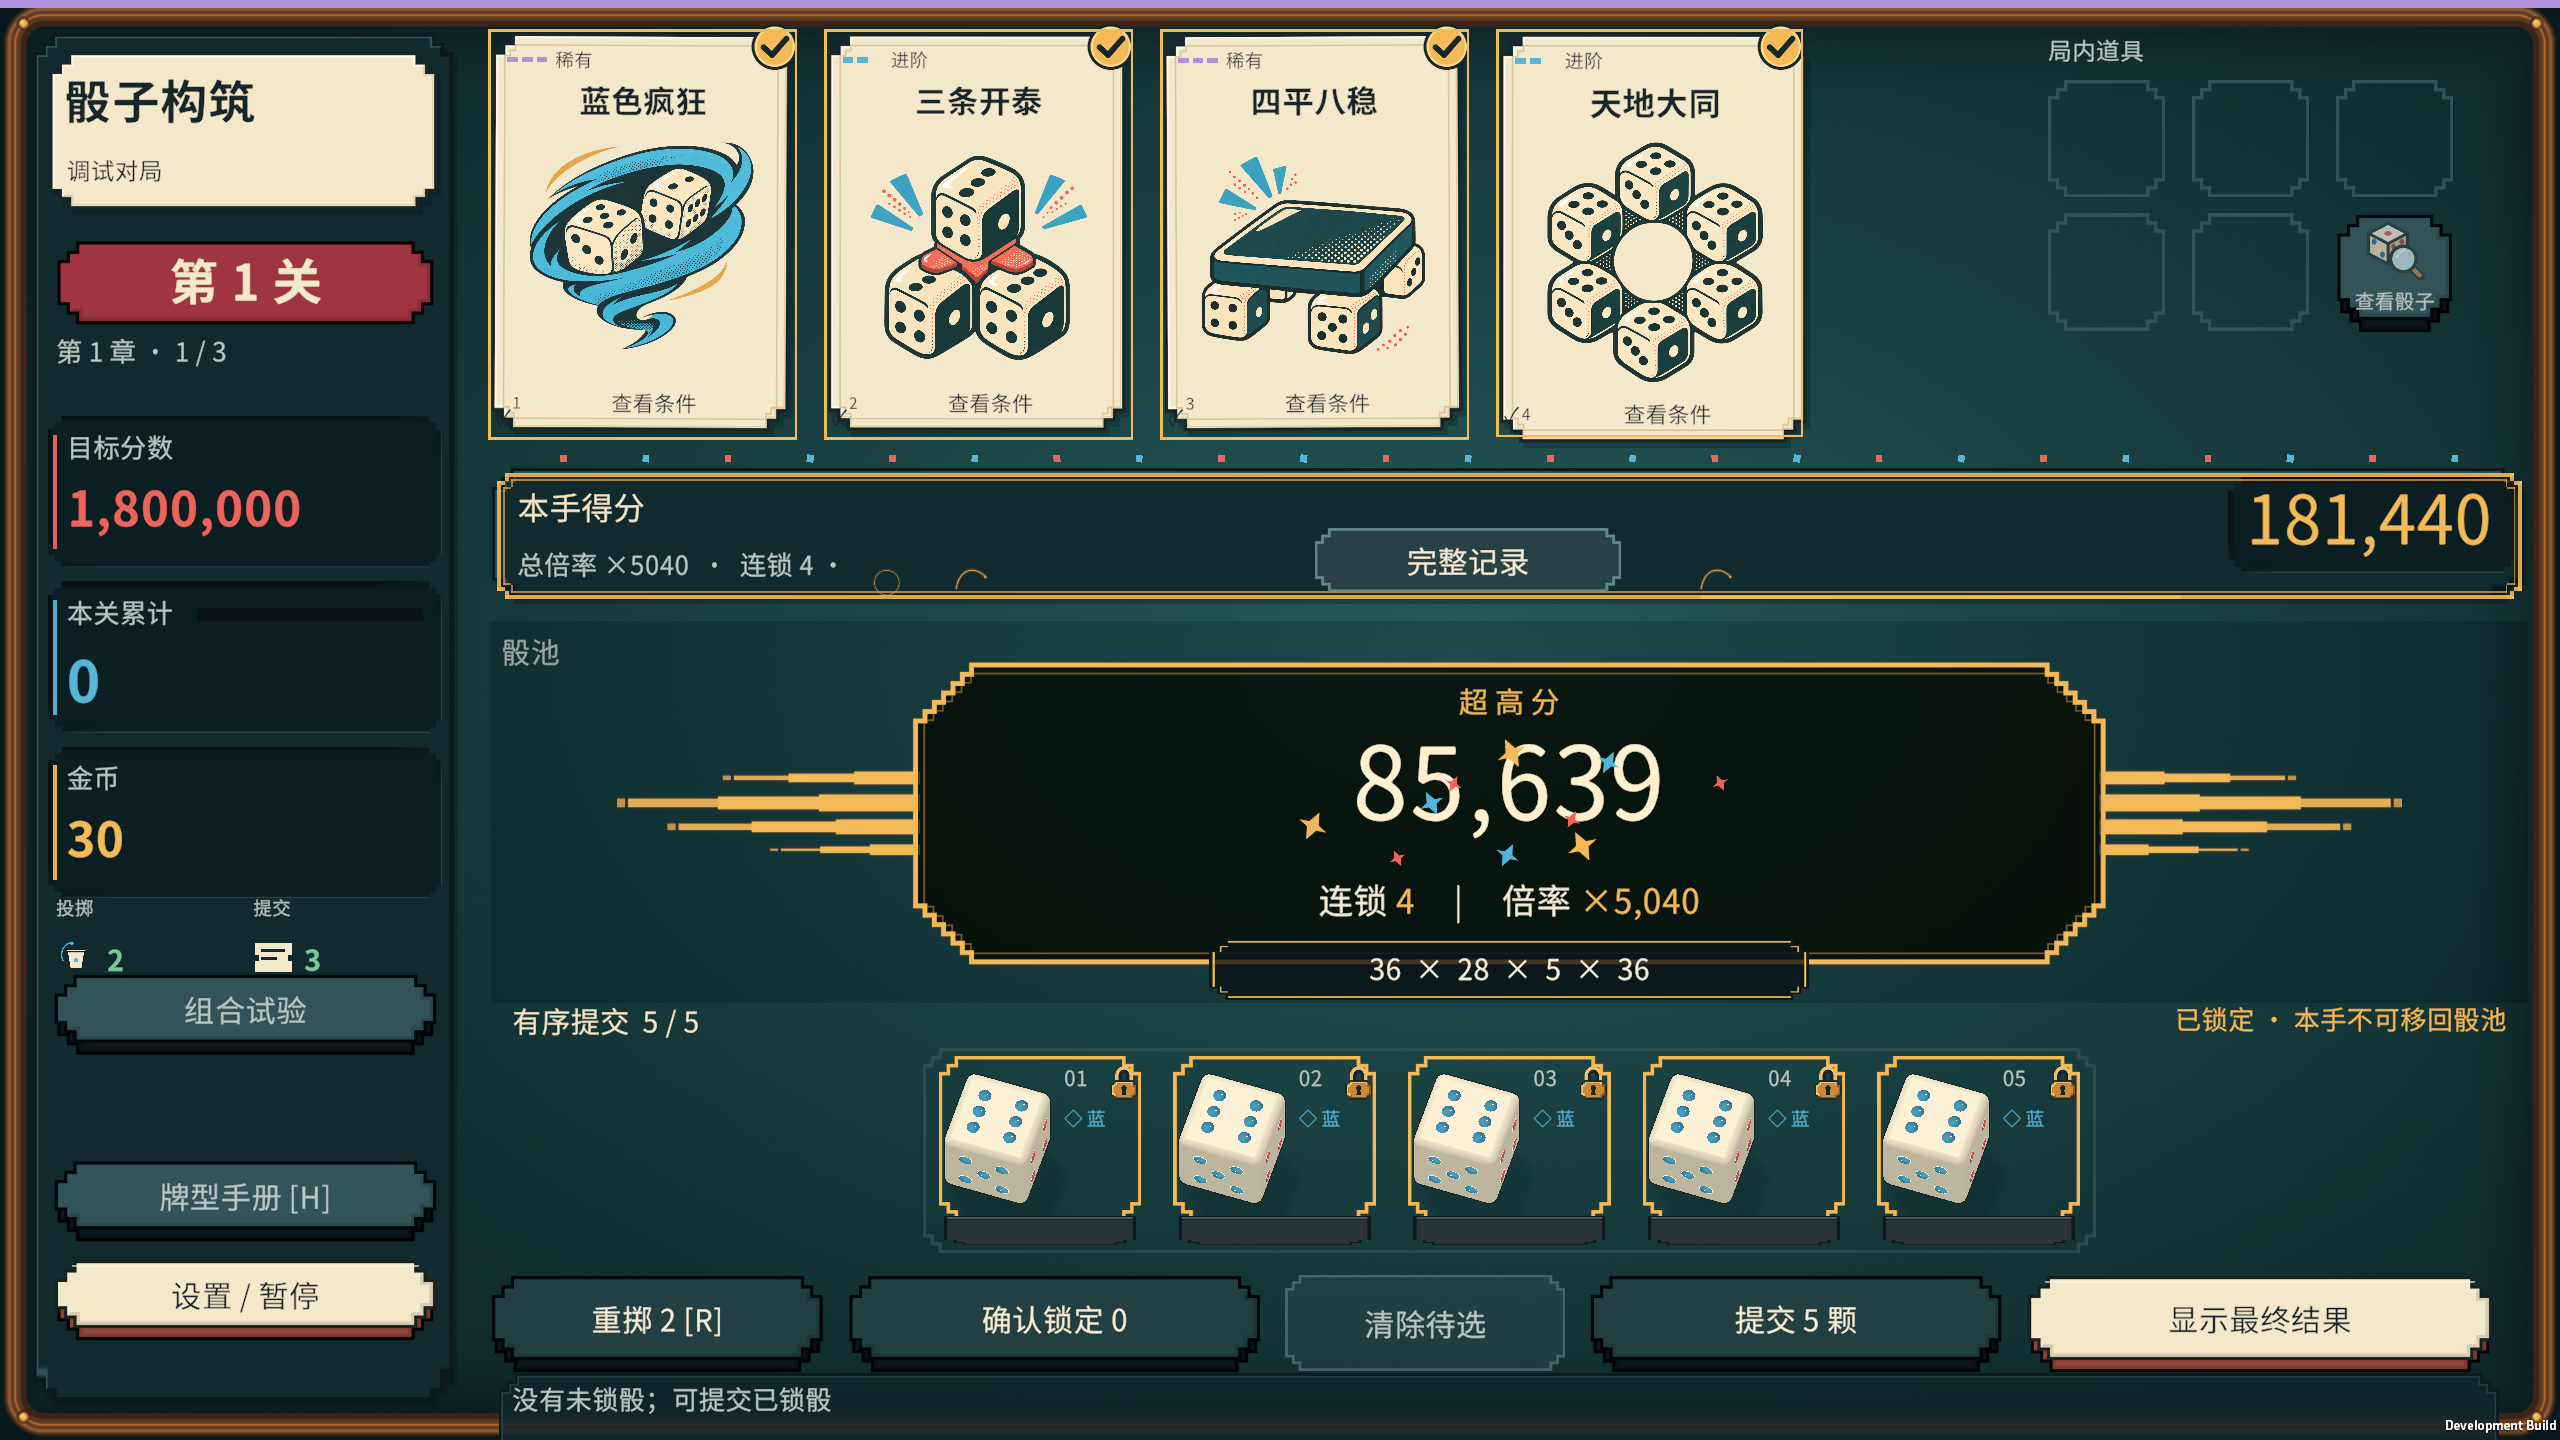 骰子构筑
调试对局
第 1 关
第 1 章 · 1 / 3
目标分数
1,800,000
本关累计
0
金币
30
投掷
提交
2
3
组合试验
牌型手册 [H]
设置 / 暂停
稀有
蓝色疯狂
1
查看条件
进阶
三条开泰
2
查看条件
稀有
四平八稳
3
查看条件
进阶
天地大同
4
查看条件
局内道具
查看骰子
本手得分
总倍率 ×5040 · 连锁 4 ·
完整记录
181,440
骰池
超高分
85,639
连锁 4 | 倍率 ×5,040
36 × 28 × 5 × 36
有序提交 5 / 5
已锁定 · 本手不可移回骰池
01
◇蓝
02
◇蓝
03
◇蓝
04
◇蓝
05
◇蓝
重掷 2 [R]
确认锁定 0
清除待选
提交 5 颗
显示最终结果
没有未锁骰；可提交已锁骰
Development Build